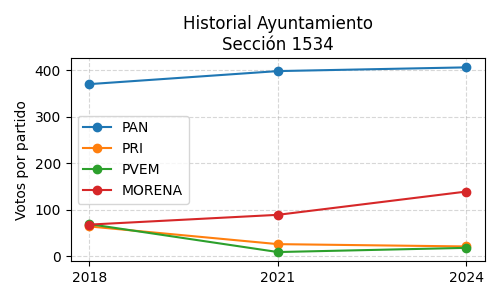 Historial Ayuntamiento
Sección 1534
Votos por partido
400
300
200
100
0
PAN
PRI
PVEM
MORENA
2018
2021
2024